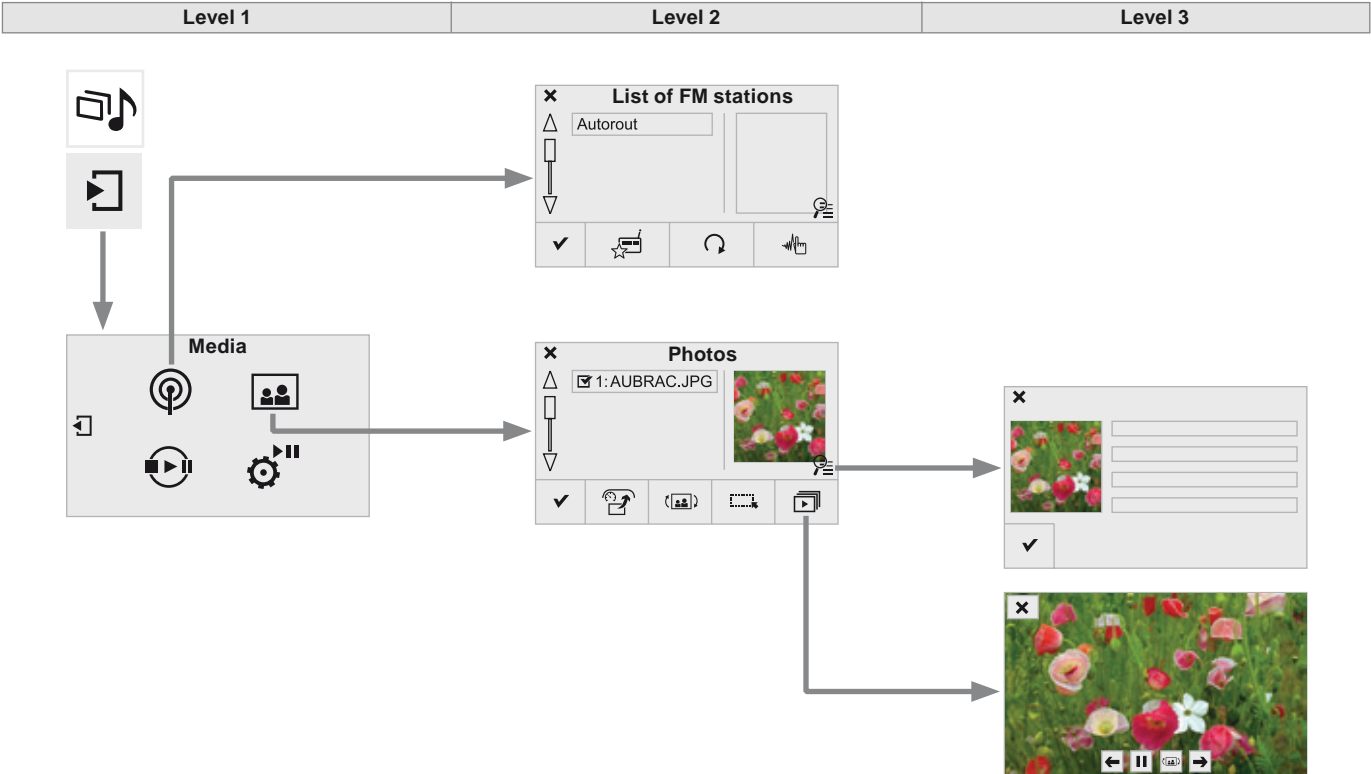 Level 1
Level 2
Level 3
List of FM stations
Autorout
Media
Photos
1: AUBRAC.JPG